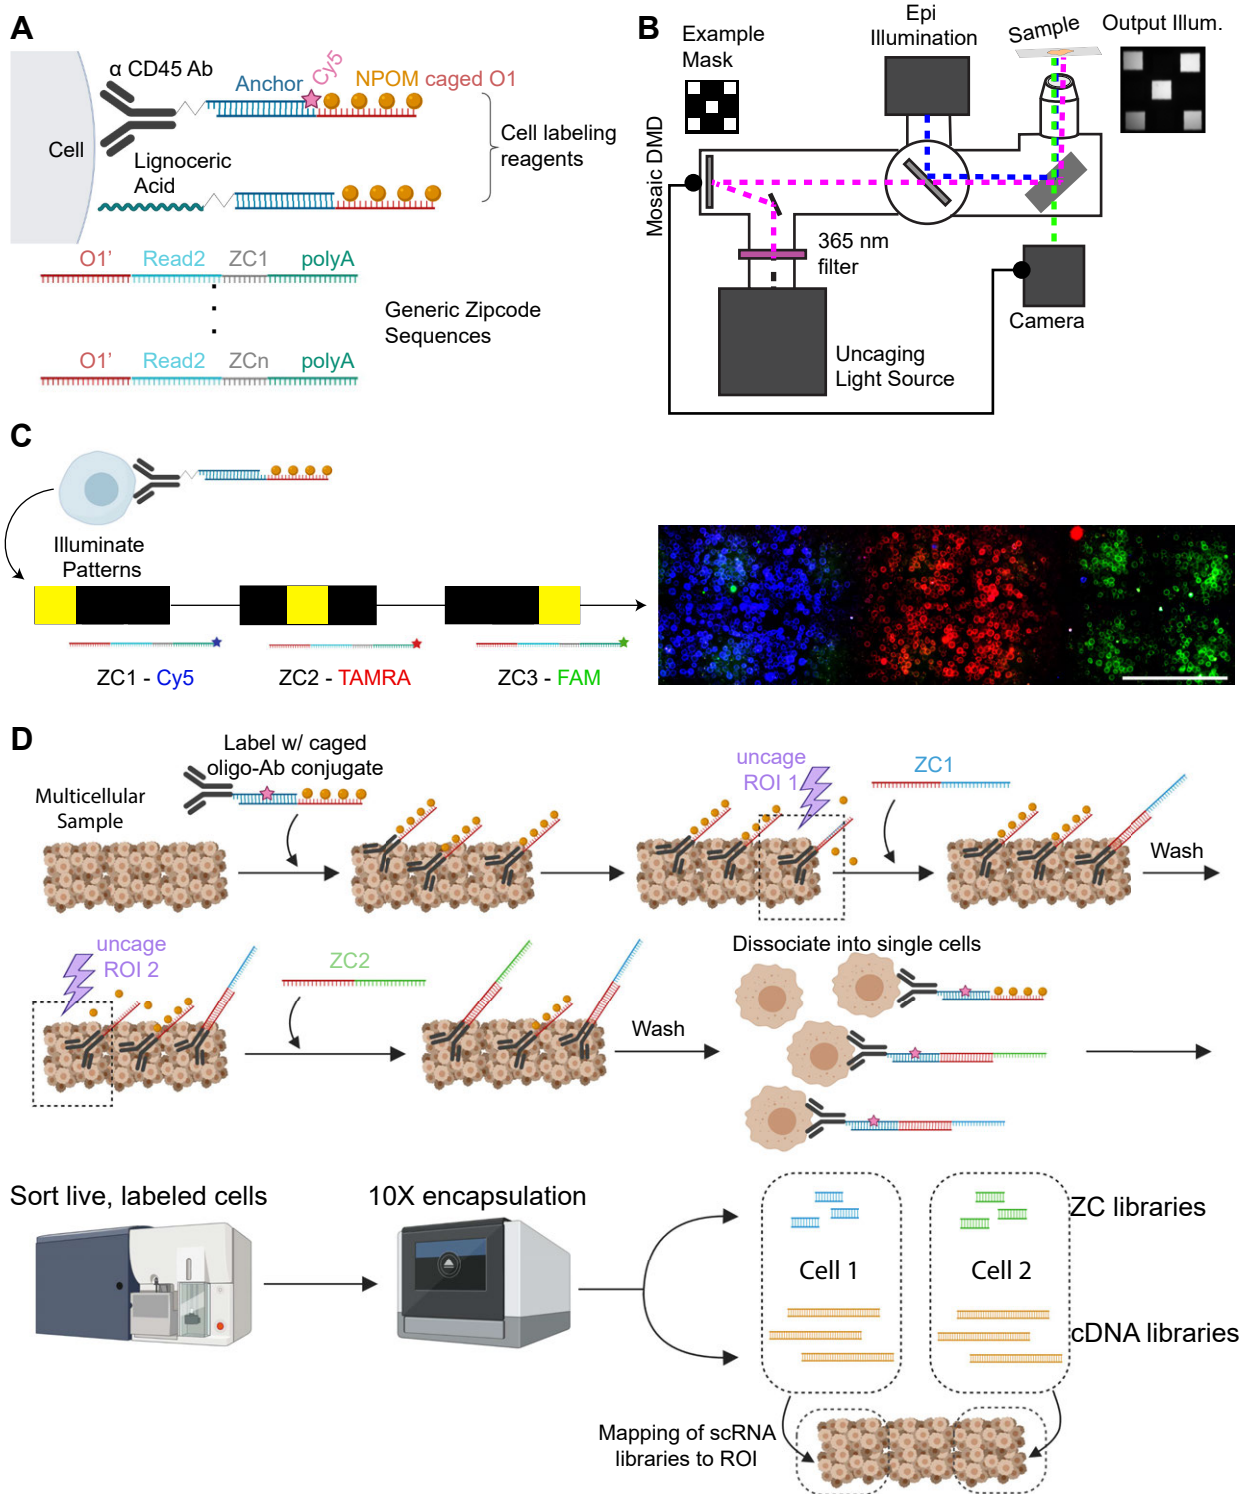 A
α CD45 Ab
Anchor
Cy5
NPOM caged O1
Cell
Lignoceric
Acid
Cell labeling
reagents
O1’ Read2 ZC1 polyA
Generic Zipcode
Sequences
O1’ Read2 ZCn polyA
B
Example
Mask
Epi
Illumination
Sample
Output Illum.
Mosaic DMD
365 nm
filter
Camera
Uncaging
Light Source
C
Illuminate
Patterns
ZC1 - Cy5
ZC2 - TAMRA
ZC3 - FAM
D
Multicellular
Sample
Label w/ caged
oligo-Ab conjugate
uncage
ROI 1
ZC1
Wash
uncage
ROI 2
ZC2
Wash
Dissociate into single cells
Sort live, labeled cells
10X encapsulation
ZC libraries
Cell 1
Cell 2
cDNA libraries
Mapping of scRNA
libraries to ROI